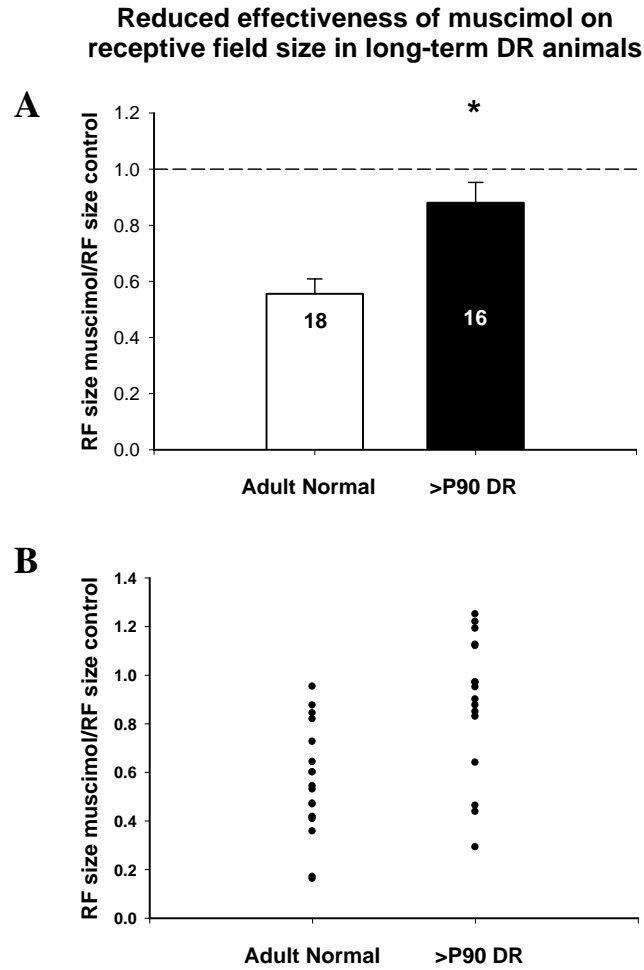 Reduced effectiveness of muscimol on
receptive field size in long-term DR animals
A
RF size muscimol/RF size control
1.2
1.0
0.8
0.6
0.4
0.2
0.0
*
18
16
Adult Normal >P90 DR
B
RF size muscimol/RF size control
1.4
1.2
1.0
0.8
0.6
0.4
0.2
0.0
Adult Normal >P90 DR